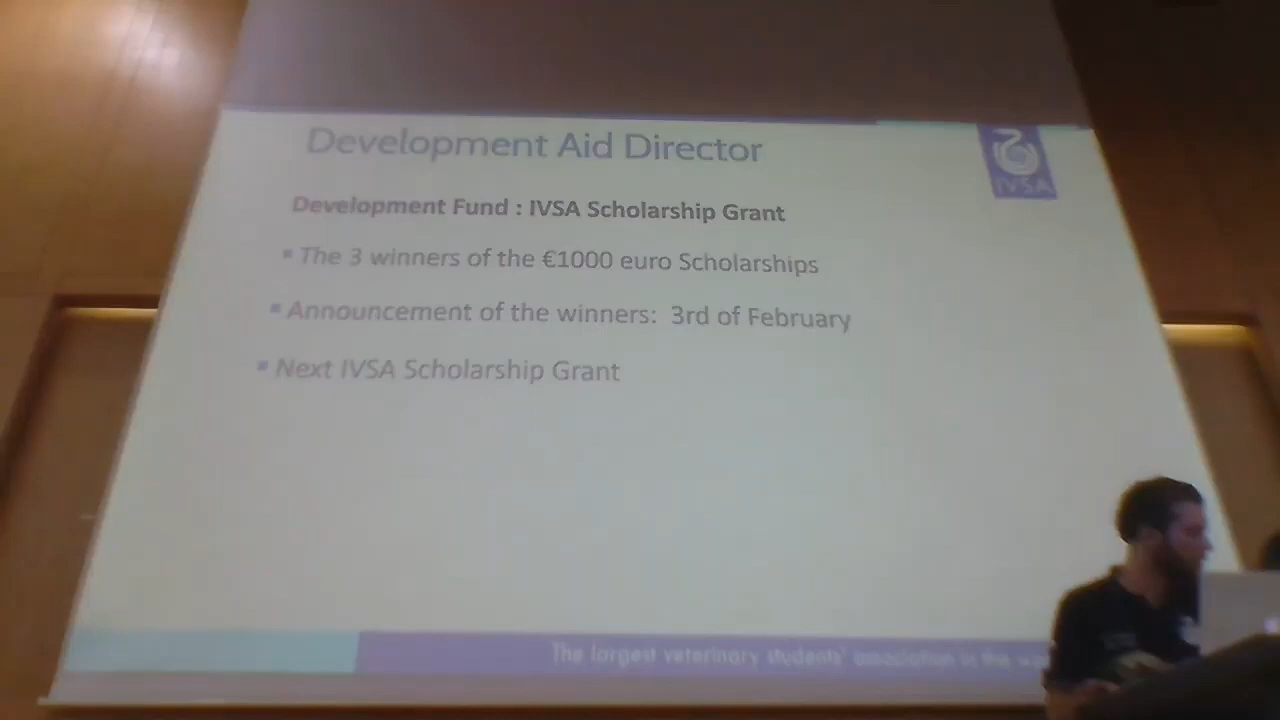 Development Aid Director
IVSA
Development Fund : IVSA Scholarship Grant
▪ The 3 winners of the €1000 euro Scholarships
▪ Announcement of the winners: 3rd of February
▪ Next IVSA Scholarship Grant
The largest veterinary students' association in the